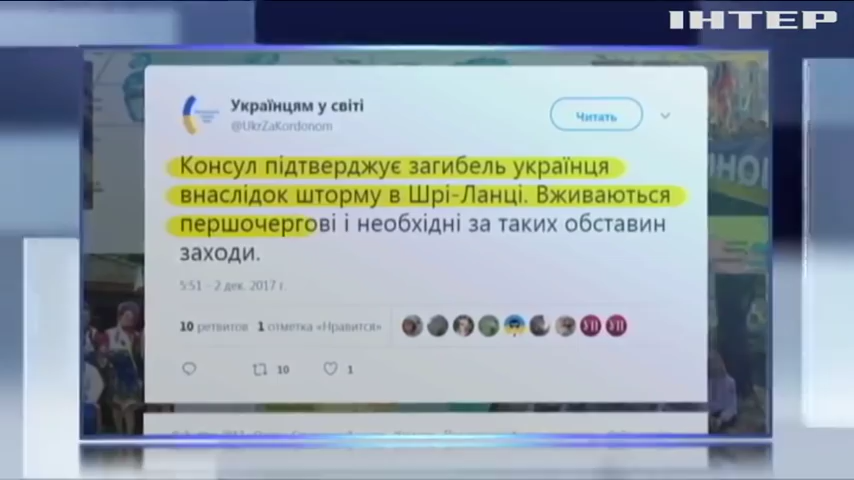 ІНТЕР
Українцям у світі
@UkrZaKordonom
Читать
Консул підтверджує загибель українця
внаслідок шторму в Шрі-Ланці. Вживаються
першочергові і необхідні за таких обставин
заходи.
5:51 - 2 дек. 2017 г.
10 ретвитов 1 отметка «Нравится»
10 1